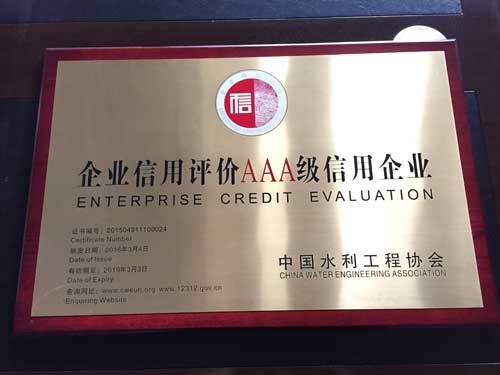 信
企业信用评价AAA级信用企业
ENTERPRISE CREDIT EVALUATION
证书编号：201504911100024
Certificate Number
颁发日期：2016年3月4日
Date of Issue
有效期至：2019年3月3日
Date of Expiry
查询网址：www.cweun.org www.12312.gov.cn
Enquiring Website
中国水利工程协会
CHINA WATER ENGINEERING ASSOCIATION